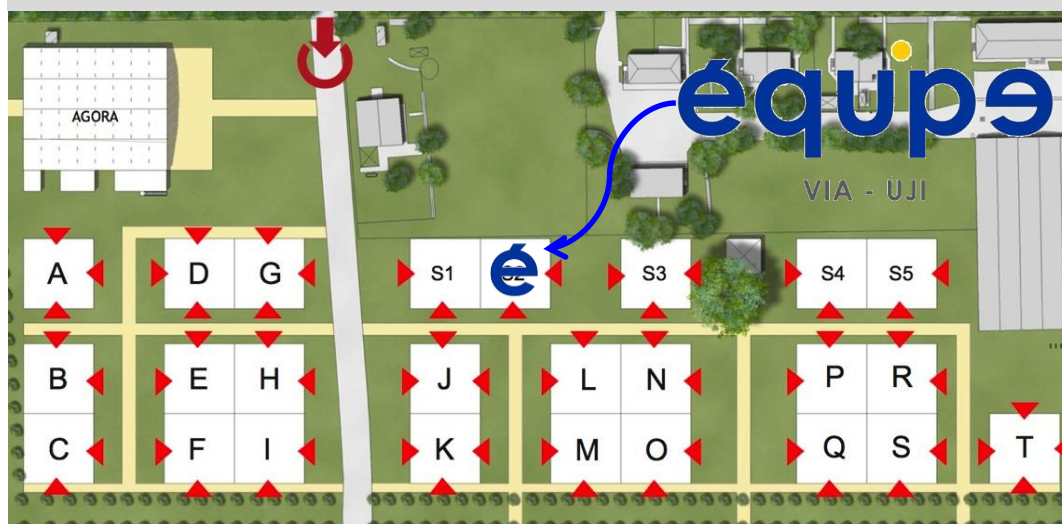 équpe
AGORA
VIA - UJI
A D G S1 S2 é S3 S4 S5
B E H J L N P R
C F I K M O Q S T